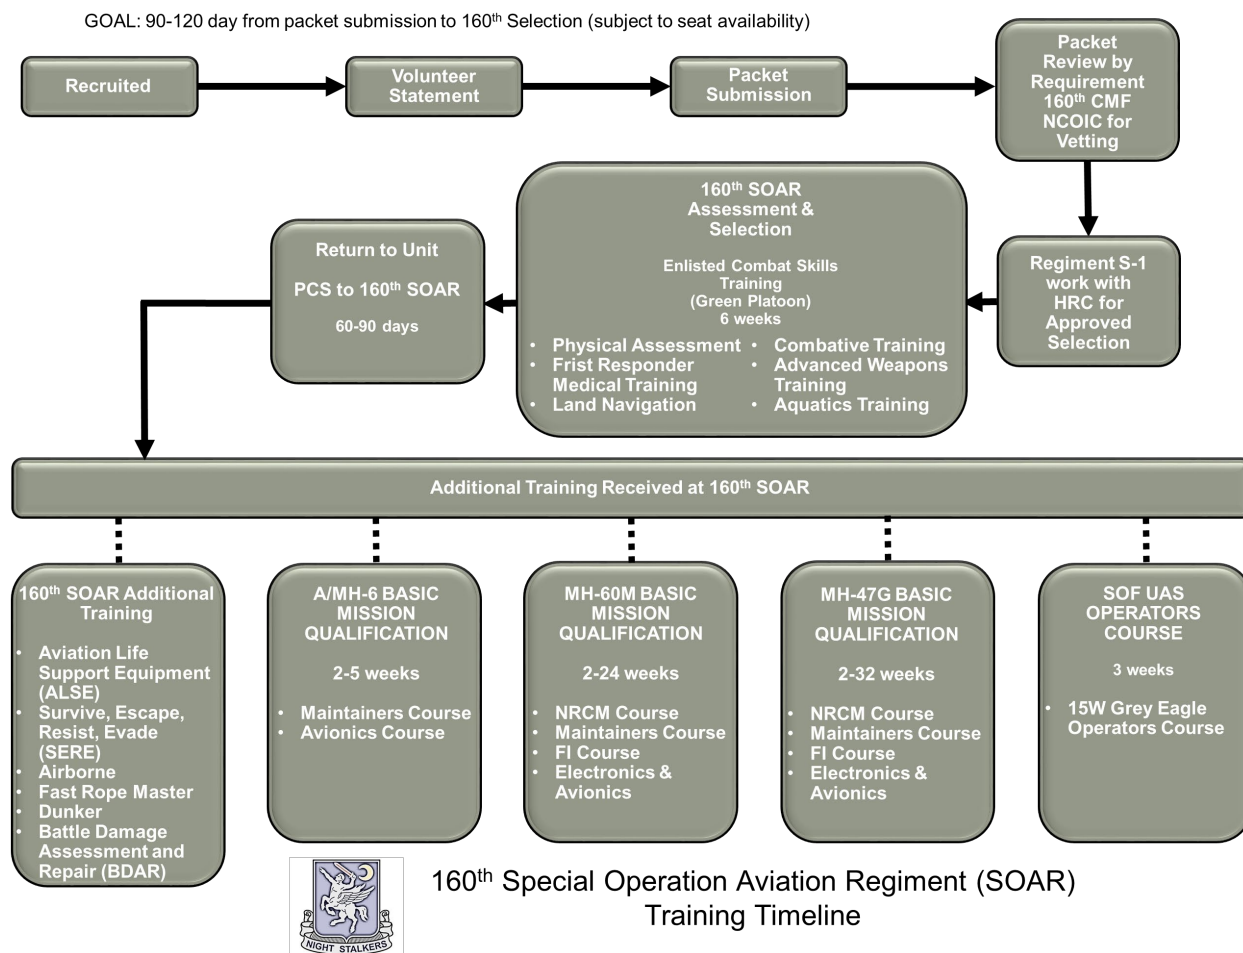 GOAL: 90-120 day from packet submission to 160th Selection (subject to seat availability)
Recruited
Volunteer
Statement
Packet
Submission
Packet
Review by
Requirement
160th CMF
NCOIC for
Vetting
Regiment S-1
work with
HRC for
Approved
Selection
160th SOAR
Assessment &
Selection
Enlisted Combat Skills
Training
(Green Platoon)
6 weeks
• Physical Assessment
• Frist Responder
Medical Training
• Land Navigation
• Combative Training
• Advanced Weapons
Training
• Aquatics Training
Return to Unit
PCS to 160th SOAR
60-90 days
Additional Training Received at 160th SOAR
160th SOAR Additional
Training
• Aviation Life
Support Equipment
(ALSE)
• Survive, Escape,
Resist, Evade
(SERE)
• Airborne
• Fast Rope Master
• Dunker
• Battle Damage
Assessment and
Repair (BDAR)
A/MH-6 BASIC
MISSION
QUALIFICATION
2-5 weeks
• Maintainers Course
• Avionics Course
MH-60M BASIC
MISSION
QUALIFICATION
2-24 weeks
• NRCM Course
• Maintainers Course
• FI Course
• Electronics &
Avionics
MH-47G BASIC
MISSION
QUALIFICATION
2-32 weeks
• NRCM Course
• Maintainers Course
• FI Course
• Electronics &
Avionics
SOF UAS
OPERATORS
COURSE
3 weeks
• 15W Grey Eagle
Operators Course
NIGHT STALKERS
160th Special Operation Aviation Regiment (SOAR)
Training Timeline